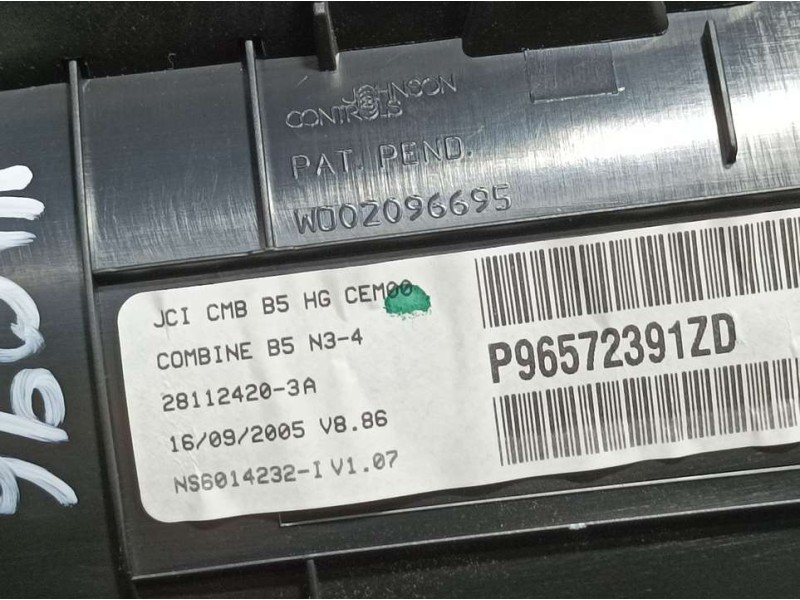 JOHNSON
CONTROLS
PAT. PEND.
WO02096695
JCI CMB B5 HG CEM00
COMBINE B5 N3-4
28112420-3A
16/09/2005 V8.86
NS6014232-I V1.07
P96572391ZD